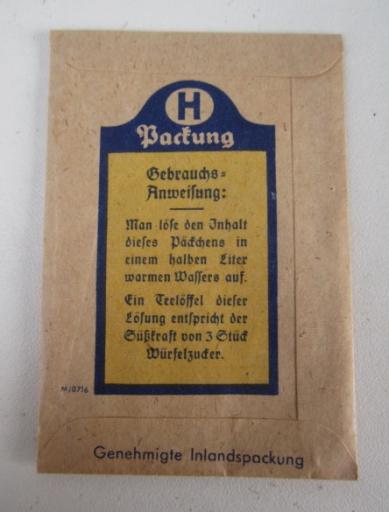 H
Packung
Gebrauchs=
Anweisung:
Man löse den Inhalt
dieses Päckchens in
einem halben Liter
warmen Wassers auf.
Ein Teelöffel dieser
Lösung entspricht der
Süßkraft von 3 Stück
Würfelzucker.
M/0716
Genehmigte Inlandspackung